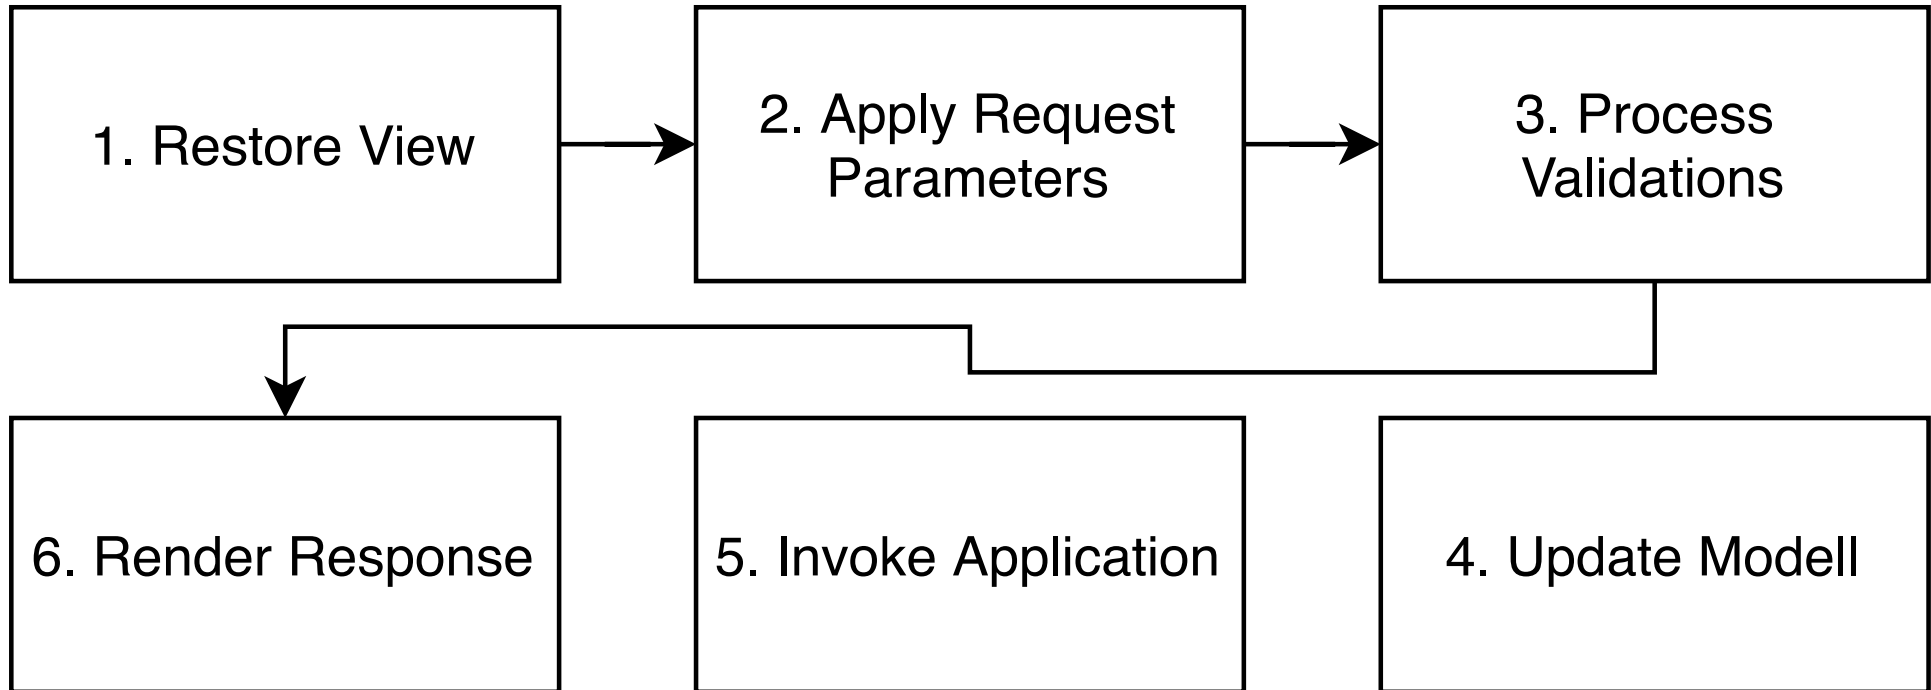 1. Restore View
2. Apply Request
Parameters
3. Process
Validations
6. Render Response
5. Invoke Application
4. Update Modell